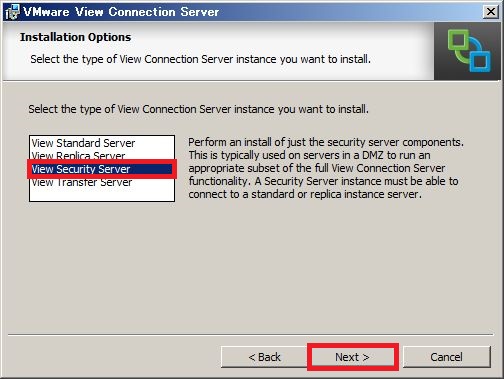 VMware View Connection Server
Installation Options
Select the type of View Connection Server instance you want to install.
Select the type of View Connection Server instance you want to install.
View Standard Server
View Replica Server
View Security Server
View Transfer Server
Perform an install of just the security server components.
This is typically used on servers in a DMZ to run an
appropriate subset of the full View Connection Server
functionality. A Security Server instance must be able to
connect to a standard or replica instance server.
< Back
Next >
Cancel